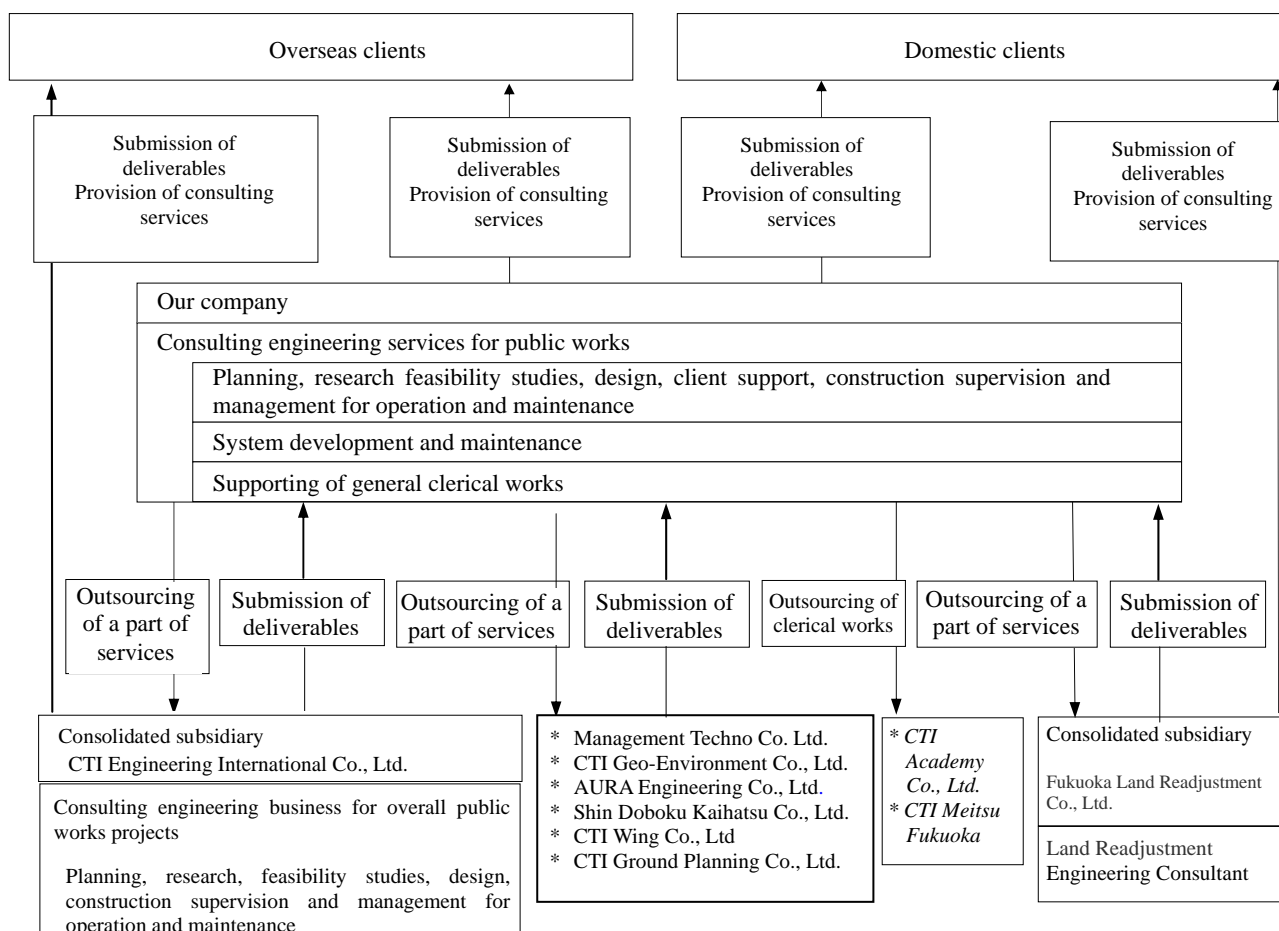 Overseas clients
Domestic clients
Submission of
deliverables
Provision of consulting
services
Submission of
deliverables
Provision of consulting
services
Submission of
deliverables
Provision of consulting
services
Submission of
deliverables
Provision of consulting
services
Our company
Consulting engineering services for public works
Planning, research feasibility studies, design, client support, construction supervision and
management for operation and maintenance
System development and maintenance
Supporting of general clerical works
Outsourcing
of a part of
services
Submission of
deliverables
Outsourcing of a
part of services
Submission of
deliverables
Outsourcing of
clerical works
Outsourcing of a
part of services
Submission of
deliverables
Consolidated subsidiary
CTI Engineering International Co., Ltd.
Consulting engineering business for overall public
works projects
Planning, research, feasibility studies, design,
construction supervision and management for
operation and maintenance
* Management Techno Co. Ltd.
* CTI Geo-Environment Co., Ltd.
* AURA Engineering Co., Ltd.
* Shin Doboku Kaihatsu Co., Ltd.
* CTI Wing Co., Ltd
* CTI Ground Planning Co., Ltd.
* CTI
Academy
Co., Ltd.
* CTI Meitsu
Fukuoka
Consolidated subsidiary
Fukuoka Land Readjustment
Co., Ltd.
Land Readjustment
Engineering Consultant